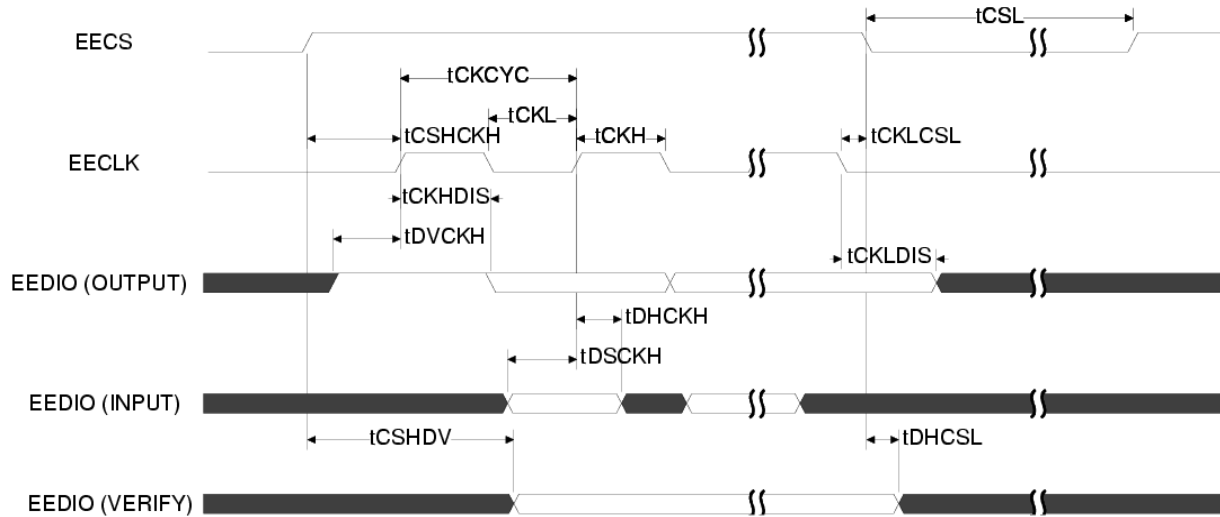 tCSL
EECS
tCKCYC
tCKL
tCSHCKH
tCKH
tCKLCSL
EECLK
tCKHDIS
tDVCKH
tCKLDIS
EEDIO (OUTPUT)
tDHCKH
tDSCKH
EEDIO (INPUT)
tCSHDV
tDHCSL
EEDIO (VERIFY)